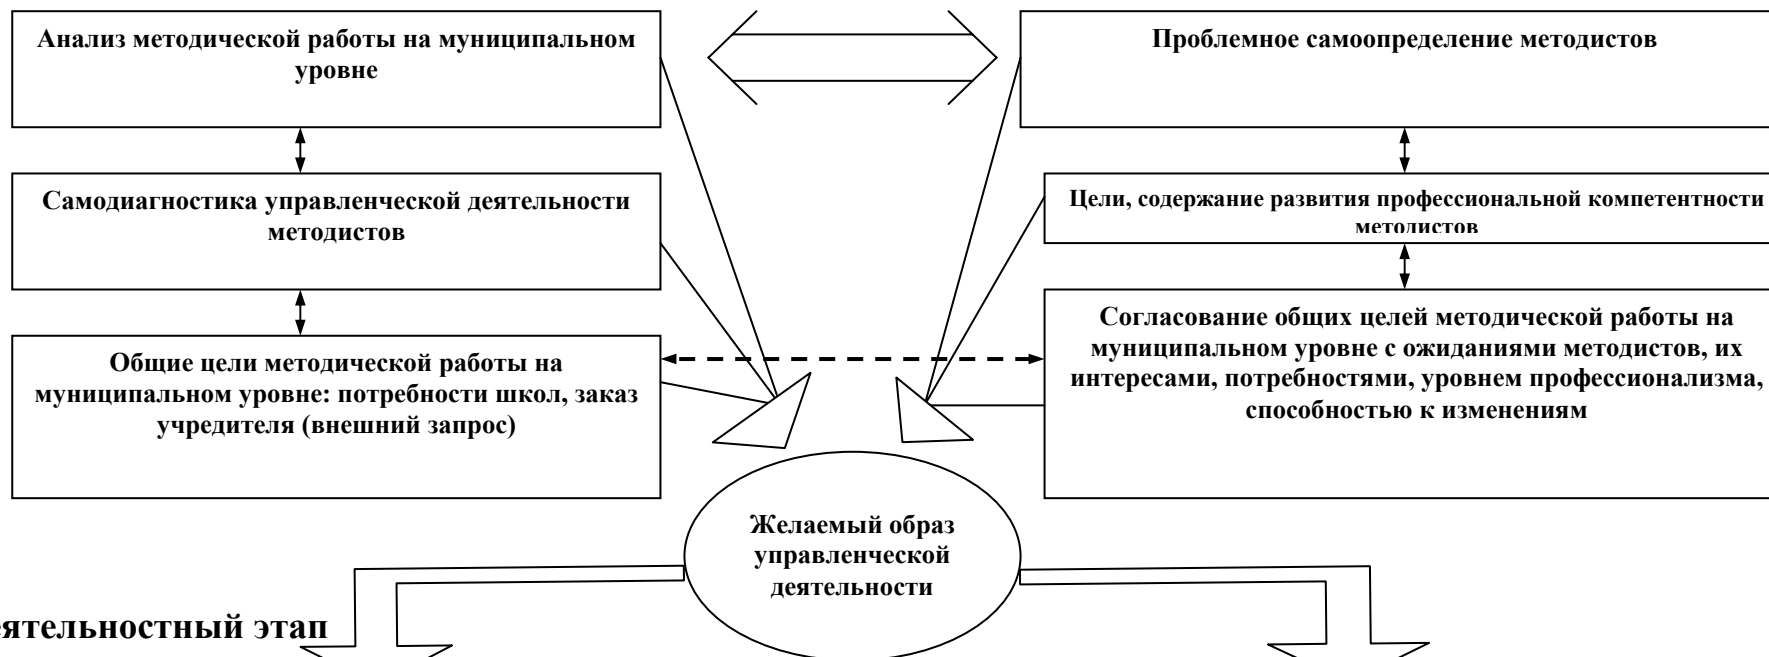 Анализ методической работы на муниципальном
уровне
Проблемное самоопределение методистов
Самодиагностика управленческой деятельности
методистов
Цели, содержание развития профессиональной компетентности
методистов
Общие цели методической работы на
муниципальном уровне: потребности школ, заказ
учредителя (внешний запрос)
Согласование общих целей методической работы на
муниципальном уровне с ожиданиями методистов, их
интересами, потребностями, уровнем профессионализма,
способностью к изменениям
Желаемый образ
управленческой
деятельности
еятельностный этап